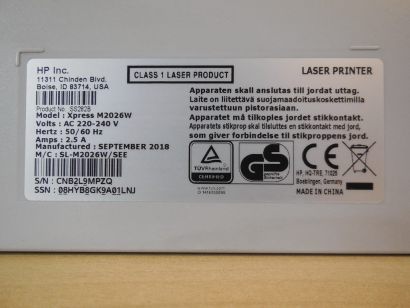 HP Inc.
11311 Chinden Blvd.
Boise, ID 83714, USA
Product No. SS282B
Model : Xpress M2026W
Volts : AC 220-240 V
Hertz : 50/60 Hz
Amps : 2.5 A
Manufactured : SEPTEMBER 2018
M/C : SL-M2026W/SEE
S/N : CNB2L9MPZQ
SSN : 08HYB8GK9A01LNJ
CLASS 1 LASER PRODUCT
LASER PRINTER
Apparaten skall anslutas till jordat uttag.
Laite on liitettävä suojamaadoituskoskettimilla
varustettuun pistorasiaan.
Apparatet må tilkoples jordet stikkontakt.
Apparatets stikprop skal tilsluttes en stikkontakt med jord,
som giver forbindelse til stikproppens jord.
TÜVRheinland
CERTIFIED
GS
HP, HQ-TRE, 71025
Boeblingen, Germany
MADE IN CHINA